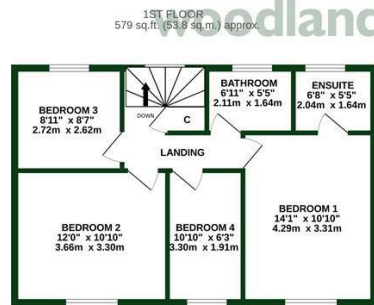 woodland
1ST FLOOR
579 sq.ft. (53.8 sq.m.) approx.
BATHROOM
6'11" x 5'5"
2.11m x 1.64m
ENSUITE
6'8" x 5'5"
2.04m x 1.64m
BEDROOM 3
8'11" x 8'7"
2.72m x 2.62m
DOWN
C
LANDING
BEDROOM 1
14'1" x 10'10"
4.29m x 3.31m
BEDROOM 2
12'0" x 10'10"
3.66m x 3.30m
BEDROOM 4
10'10" x 6'3"
3.30m x 1.91m